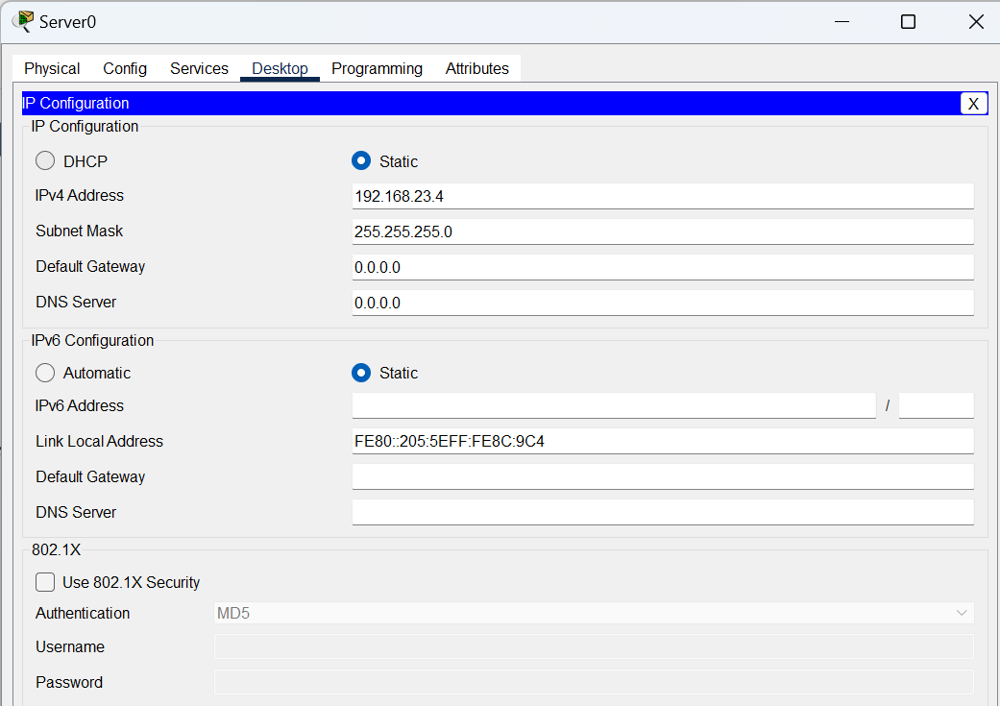 Server0
Physical Config Services Desktop Programming Attributes
IP Configuration X
IP Configuration
DHCP Static
IPv4 Address 192.168.23.4
Subnet Mask 255.255.255.0
Default Gateway 0.0.0.0
DNS Server 0.0.0.0
IPv6 Configuration
Automatic Static
IPv6 Address /
Link Local Address FE80::205:5EFF:FE8C:9C4
Default Gateway
DNS Server
802.1X
Use 802.1X Security
Authentication MD5
Username
Password